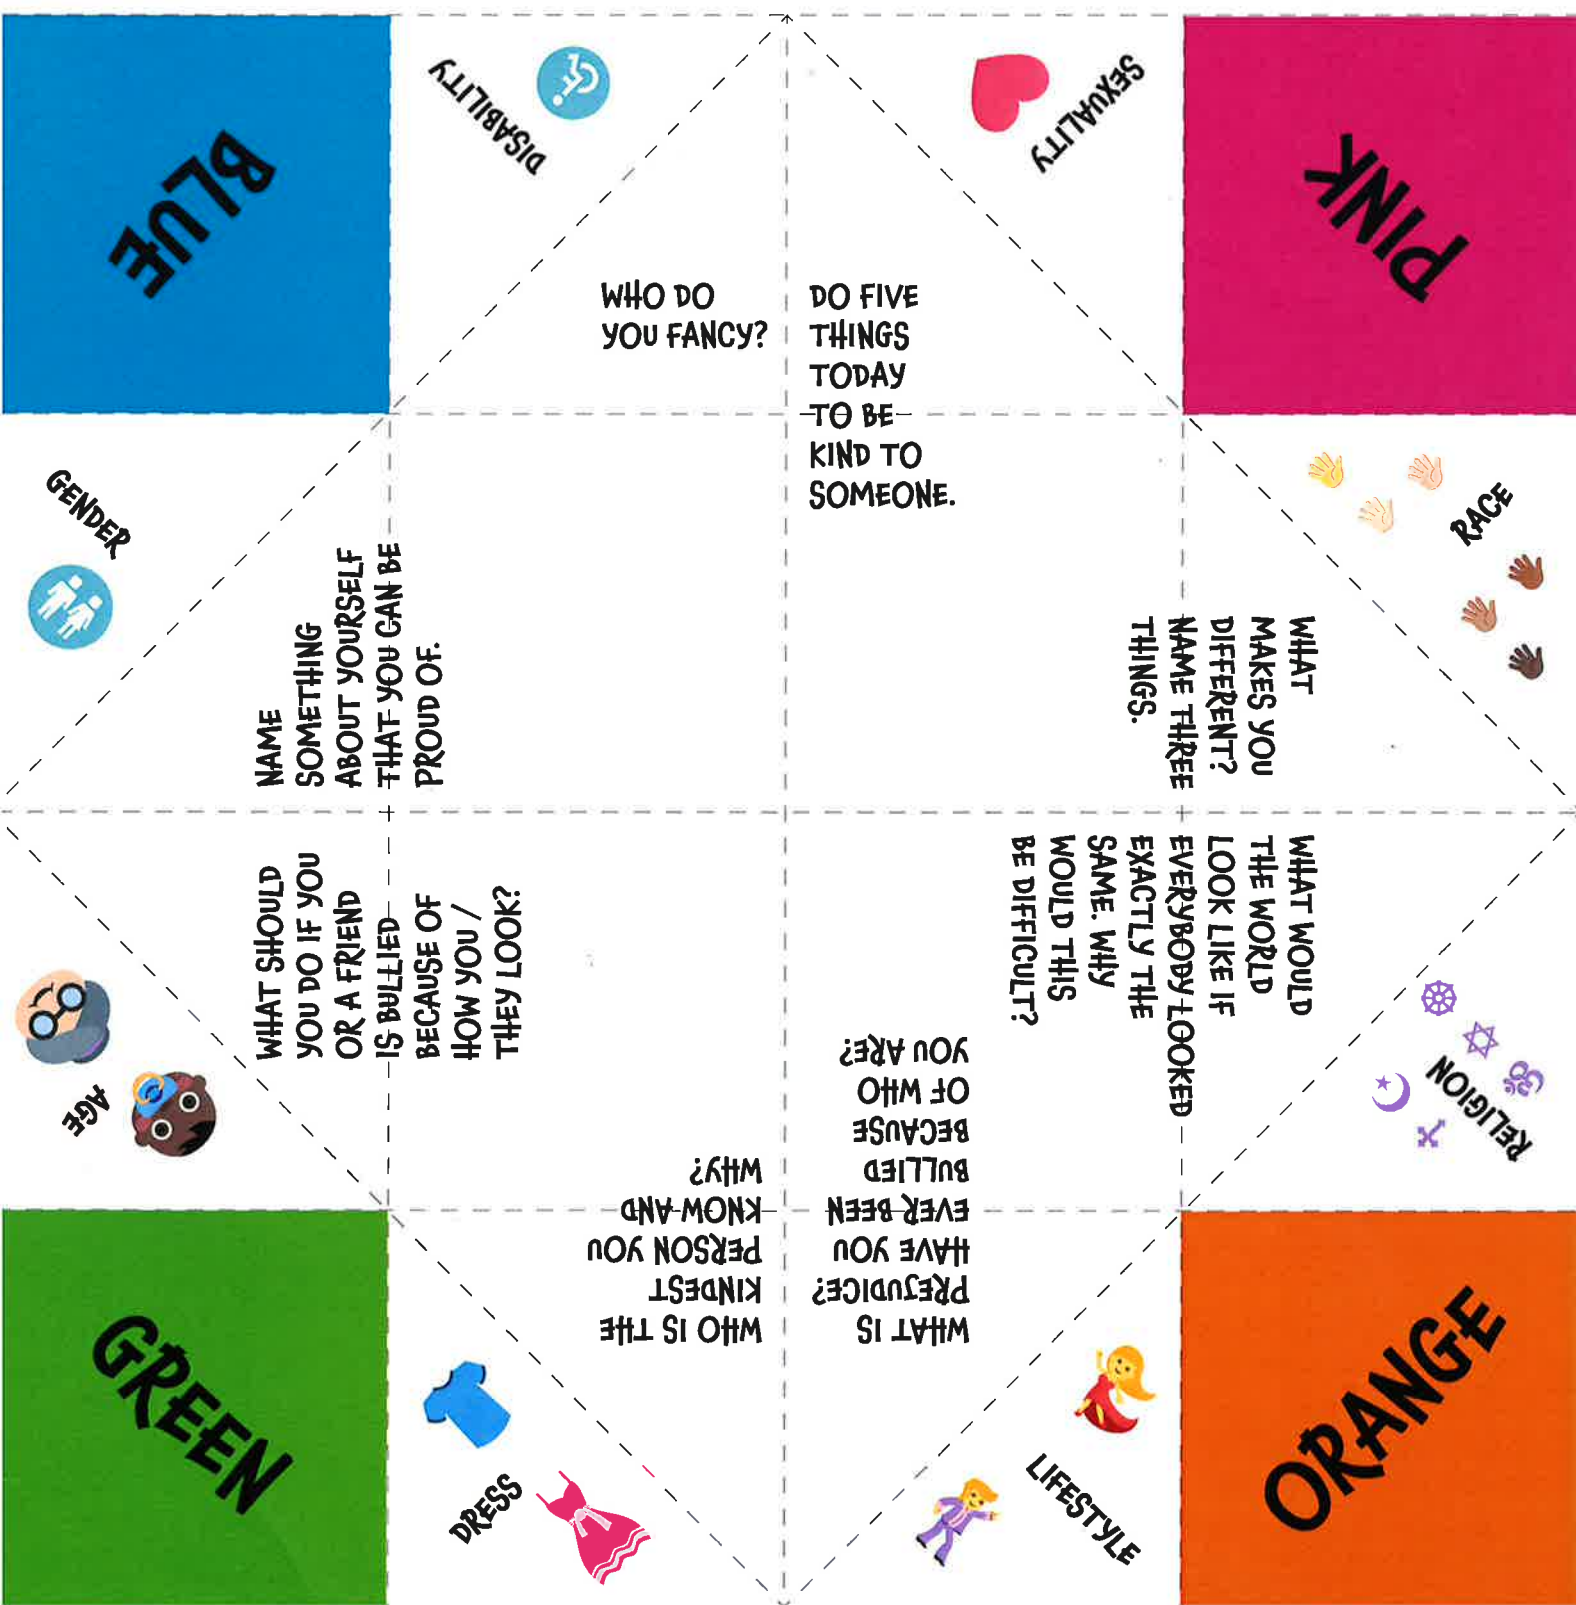 BLUE
DISABILITY
SEXUALITY
PINK
WHO DO
YOU FANCY?
DO FIVE
THINGS
TODAY
TO BE
KIND TO
SOMEONE.
GENDER
RACE
NAME
SOMETHING
ABOUT YOURSELF
THAT YOU CAN BE
PROUD OF.
WHAT
MAKES YOU
DIFFERENT?
NAME THREE
THINGS.
WHAT SHOULD
YOU DO IF YOU
OR A FRIEND
IS BULLIED
BECAUSE OF
HOW YOU /
THEY LOOK?
WHAT WOULD
THE WORLD
LOOK LIKE IF
EVERYBODY LOOKED
EXACTLY THE
SAME. WHY
WOULD THIS
BE DIFFICULT?
AGE
RELIGION
WHO IS THE
KINDEST
PERSON YOU
KNOW AND
WHY?
WHAT IS
PREJUDICE?
HAVE YOU
EVER BEEN
BULLIED
BECAUSE
OF WHO
YOU ARE?
GREEN
DRESS
LIFESTYLE
ORANGE